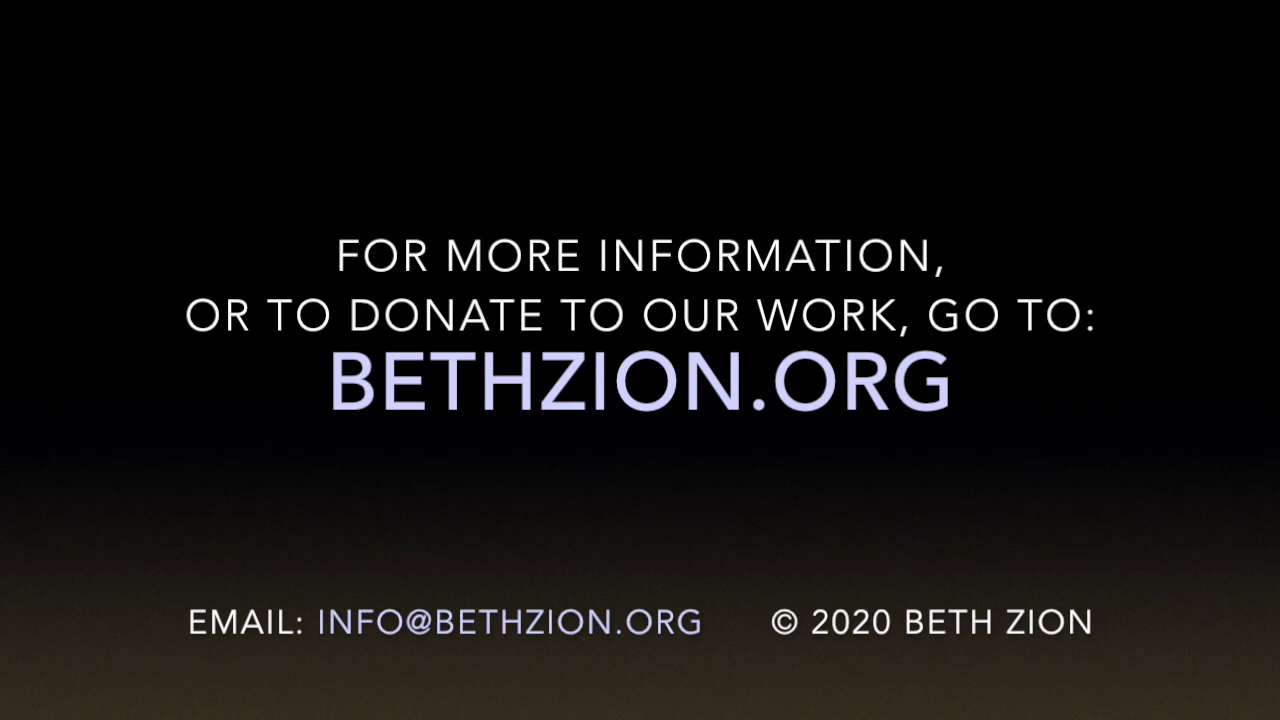 FOR MORE INFORMATION,
OR TO DONATE TO OUR WORK, GO TO:
BETHZION.ORG
EMAIL: INFO@BETHZION.ORG © 2020 BETH ZION